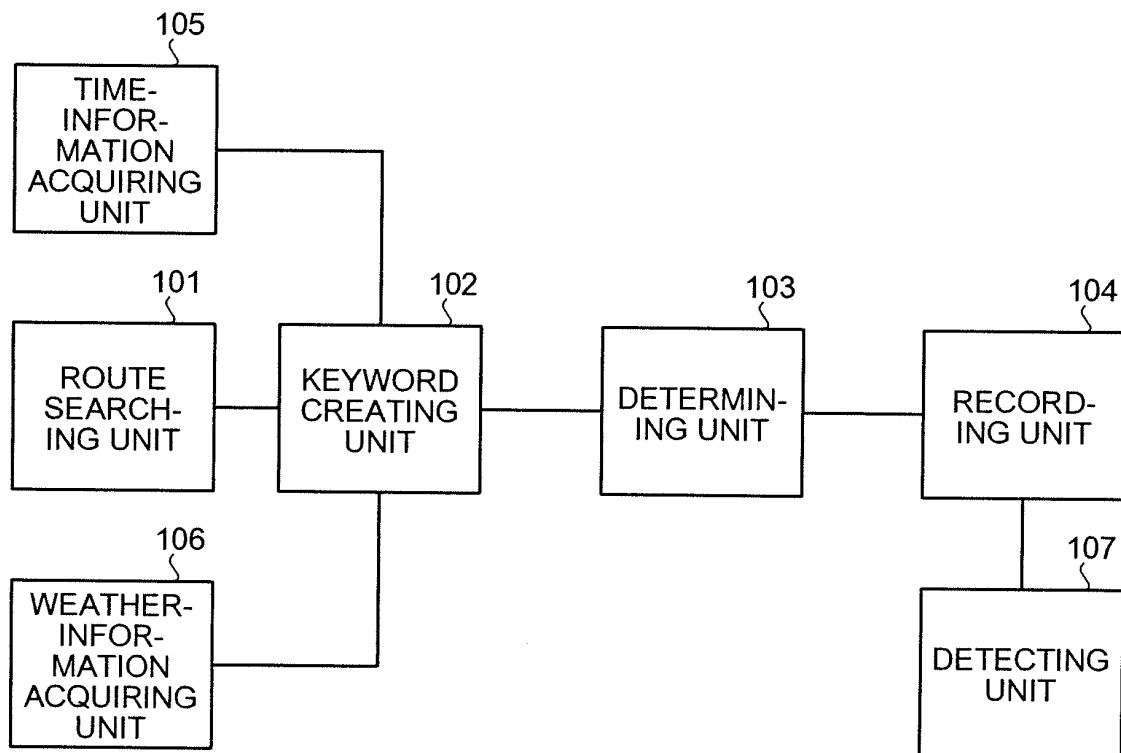 105
TIME-
INFOR-
MATION
ACQUIRING
UNIT
101
ROUTE
SEARCH-
ING UNIT
102
KEYWORD
CREATING
UNIT
103
DETERMIN-
ING UNIT
104
RECORD-
ING UNIT
106
WEATHER-
INFOR-
MATION
ACQUIRING
UNIT
107
DETECTING
UNIT